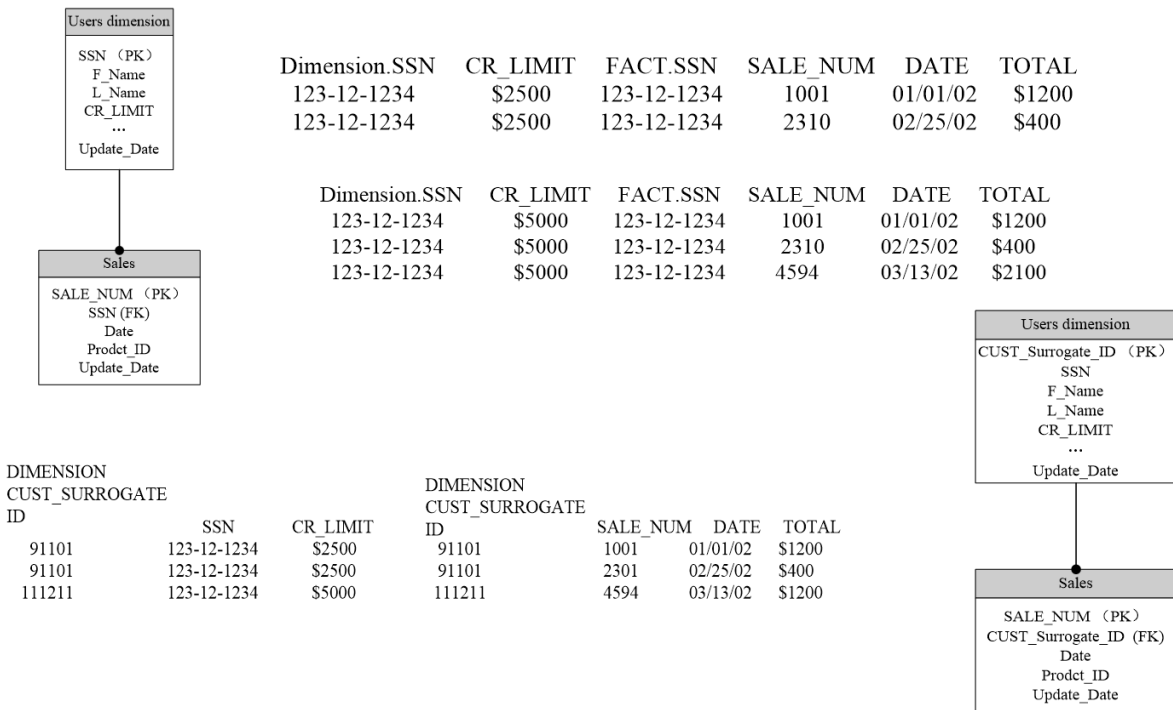 Users dimension
SSN （PK）
F_Name
L_Name
CR_LIMIT
...
Update_Date
Sales
SALE_NUM （PK）
SSN (FK)
Date
Prodct_ID
Update_Date
Dimension.SSN CR_LIMIT FACT.SSN SALE_NUM DATE TOTAL
123-12-1234 $2500 123-12-1234 1001 01/01/02 $1200
123-12-1234 $2500 123-12-1234 2310 02/25/02 $400
Dimension.SSN CR_LIMIT FACT.SSN SALE_NUM DATE TOTAL
123-12-1234 $5000 123-12-1234 1001 01/01/02 $1200
123-12-1234 $5000 123-12-1234 2310 02/25/02 $400
123-12-1234 $5000 123-12-1234 4594 03/13/02 $2100
Users dimension
CUST_Surrogate_ID （PK）
SSN
F_Name
L_Name
CR_LIMIT
...
Update_Date
Sales
SALE_NUM （PK）
CUST_Surrogate_ID (FK)
Date
Prodct_ID
Update_Date
DIMENSION
CUST_SURROGATE
ID SSN CR_LIMIT
91101 123-12-1234 $2500
91101 123-12-1234 $2500
111211 123-12-1234 $5000
DIMENSION
CUST_SURROGATE
ID SALE_NUM DATE TOTAL
91101 1001 01/01/02 $1200
91101 2301 02/25/02 $400
111211 4594 03/13/02 $1200